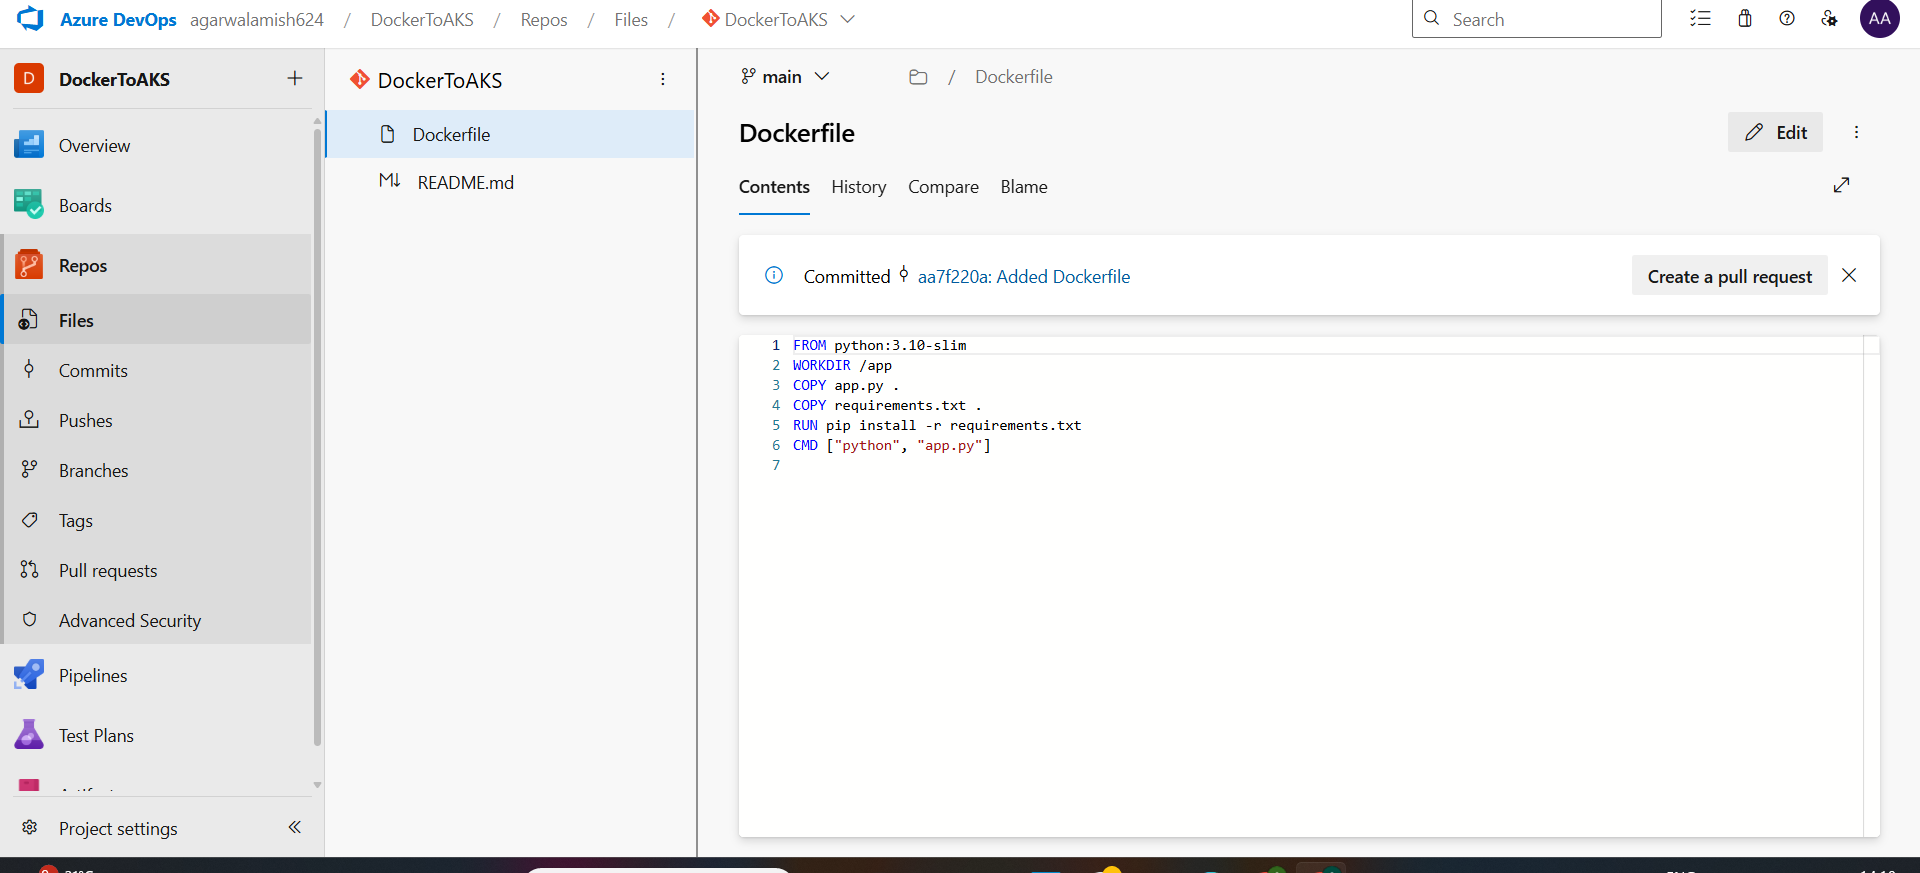 Azure DevOps agarwalamish624 / DockerToAKS / Repos / Files / DockerToAKS
Search
AA
D DockerToAKS
Overview
Boards
Repos
Files
Commits
Pushes
Branches
Tags
Pull requests
Advanced Security
Pipelines
Test Plans
Project settings
DockerToAKS
Dockerfile
README.md
main / Dockerfile
Dockerfile
Edit
Contents History Compare Blame
Committed aa7f220a: Added Dockerfile
Create a pull request
1 FROM python:3.10-slim
2 WORKDIR /app
3 COPY app.py .
4 COPY requirements.txt .
5 RUN pip install -r requirements.txt
6 CMD ["python", "app.py"]
7